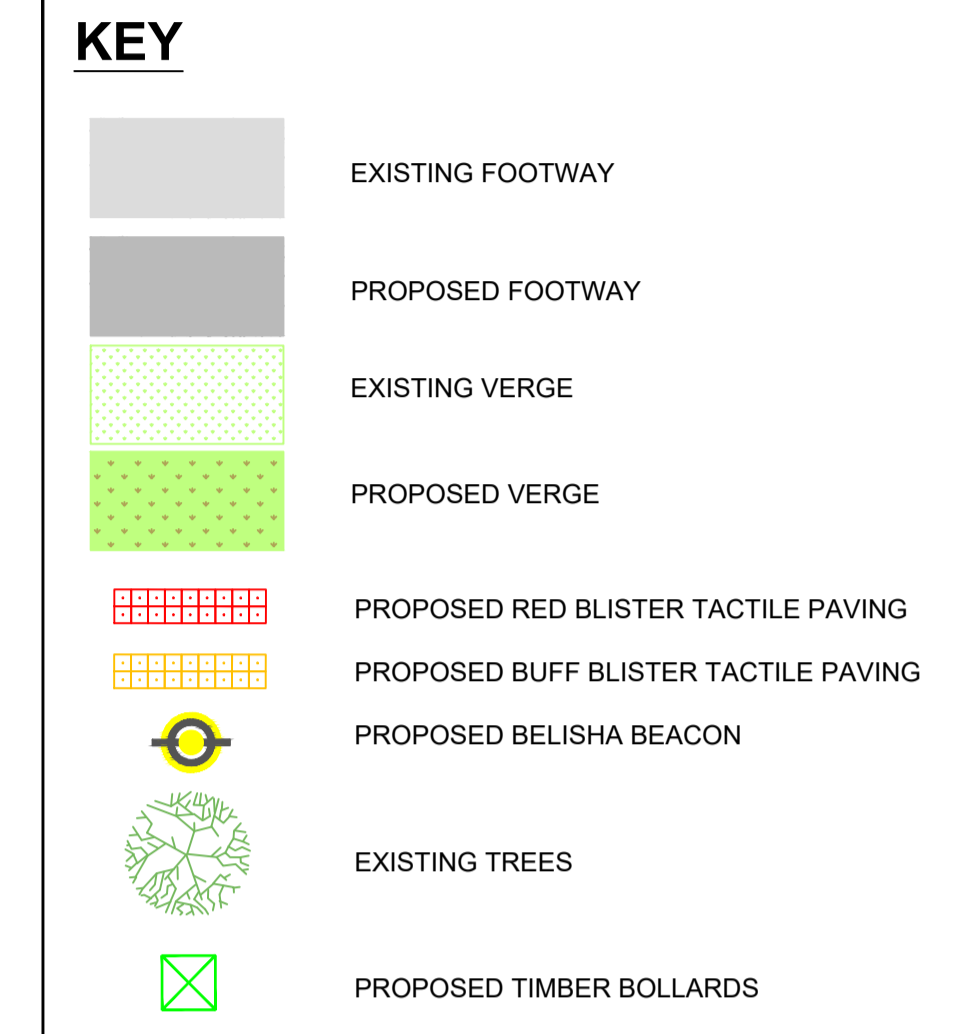 KEY
EXISTING FOOTWAY
PROPOSED FOOTWAY
EXISTING VERGE
PROPOSED VERGE
PROPOSED RED BLISTER TACTILE PAVING
PROPOSED BUFF BLISTER TACTILE PAVING
PROPOSED BELISHA BEACON
EXISTING TREES
PROPOSED TIMBER BOLLARDS